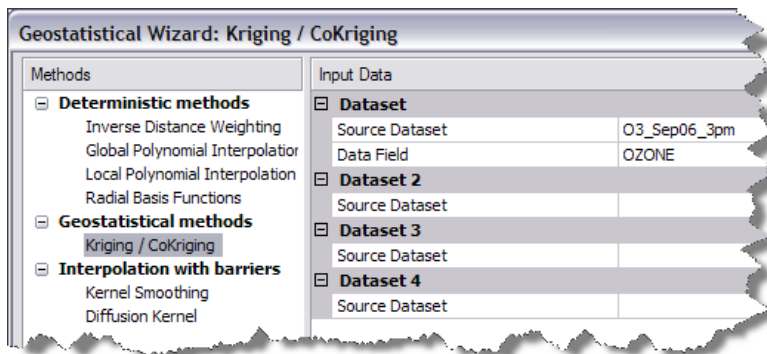 Geostatistical Wizard: Kriging / CoKriging
Methods
Deterministic methods
Inverse Distance Weighting
Global Polynomial Interpolatior
Local Polynomial Interpolation
Radial Basis Functions
Geostatistical methods
Kriging / CoKriging
Interpolation with barriers
Kernel Smoothing
Diffusion Kernel
Input Data
Dataset
Source Dataset O3_Sep06_3pm
Data Field OZONE
Dataset 2
Source Dataset
Dataset 3
Source Dataset
Dataset 4
Source Dataset